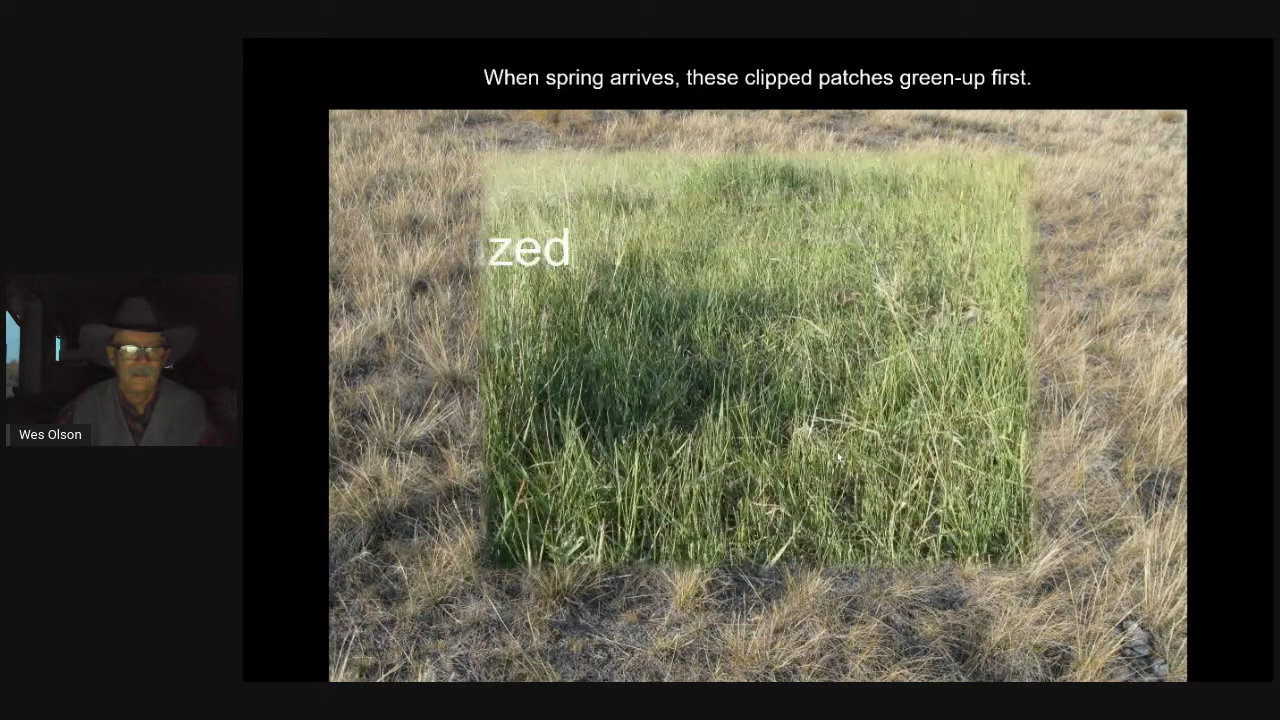 When spring arrives, these clipped patches green-up first.
zed
Wes Olson